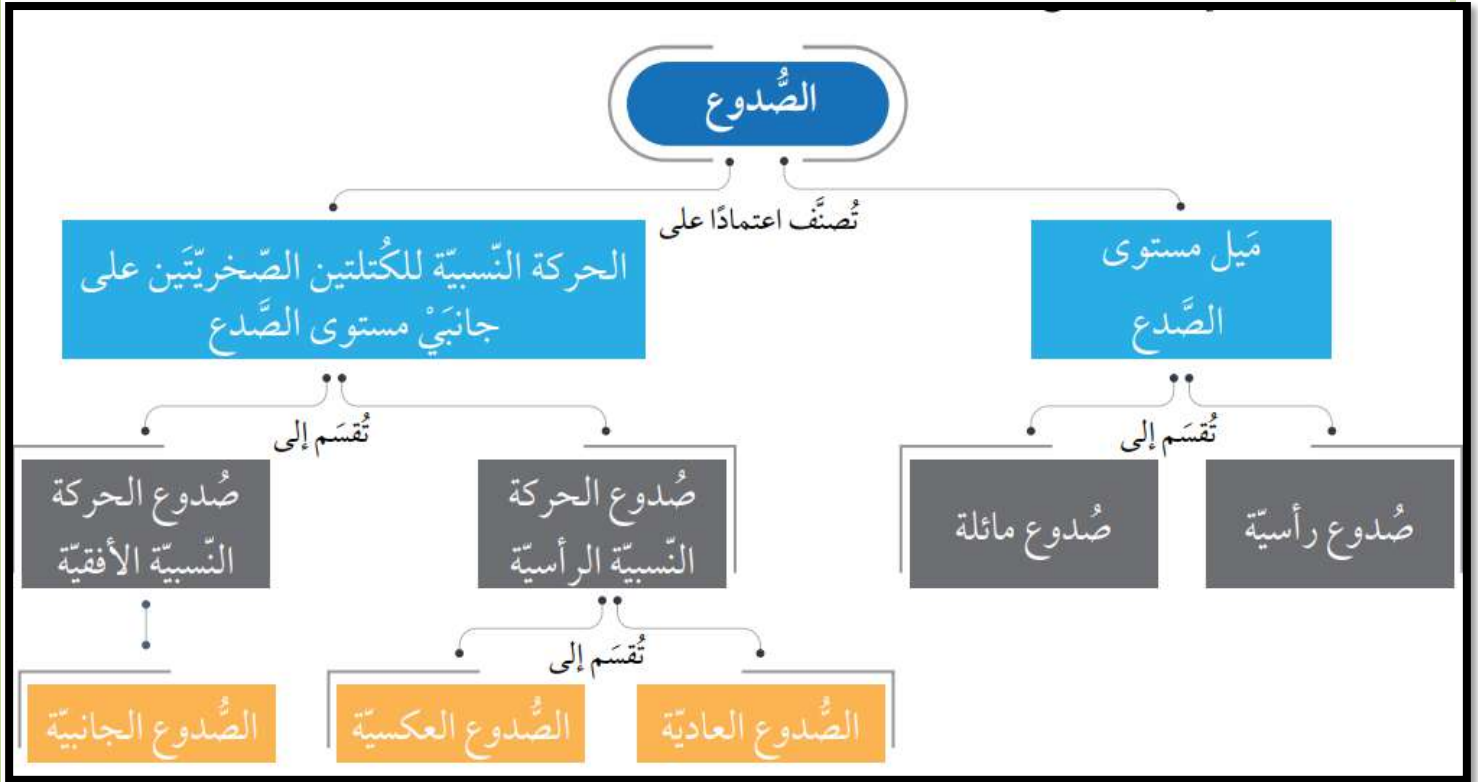 الصُّدوع
تُصنَّف اعتمادًا على
مَيل مستوى
الصَّدع
الحركة النّسبيّة للكُتلتين الصّخريّتَين على
جانبَيْ مستوى الصَّدع
تُقسَم إلى
تُقسَم إلى
صُدوع رأسيّة
صُدوع مائلة
صُدوع الحركة
النّسبيّة الرأسيّة
صُدوع الحركة
النّسبيّة الأفقيّة
تُقسَم إلى
الصُّدوع العاديّة
الصُّدوع العكسيّة
الصُّدوع الجانبيّة